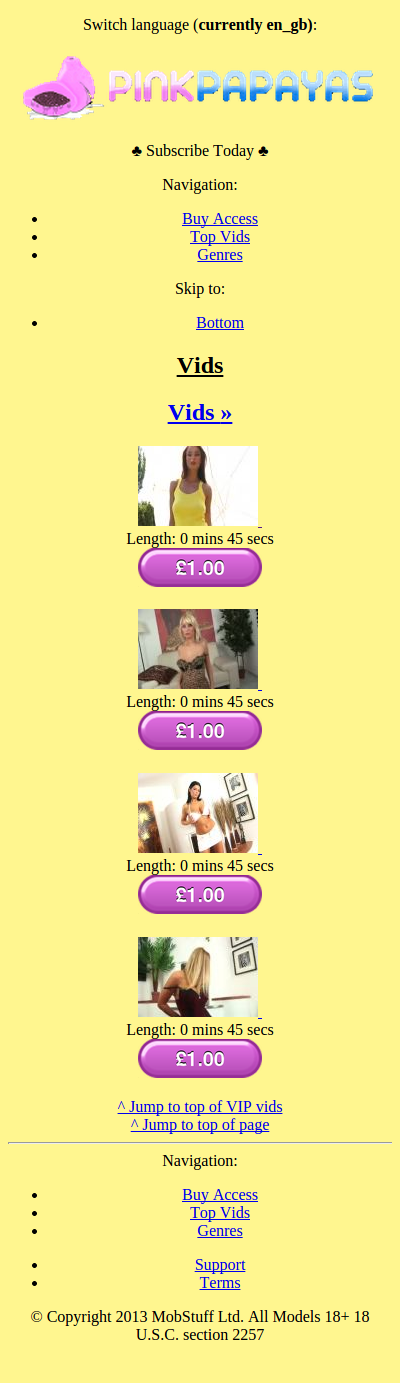 Switch language (currently en_gb):
PINKPAPAYAS
♣ Subscribe Today ♣
Navigation:
Buy Access
Top Vids
Genres
Skip to:
Bottom
Vids
Vids »
Length: 0 mins 45 secs
£1.00
Length: 0 mins 45 secs
£1.00
Length: 0 mins 45 secs
£1.00
Length: 0 mins 45 secs
£1.00
^ Jump to top of VIP vids
^ Jump to top of page
Navigation:
Buy Access
Top Vids
Genres
Support
Terms
© Copyright 2013 MobStuff Ltd. All Models 18+ 18
U.S.C. section 2257